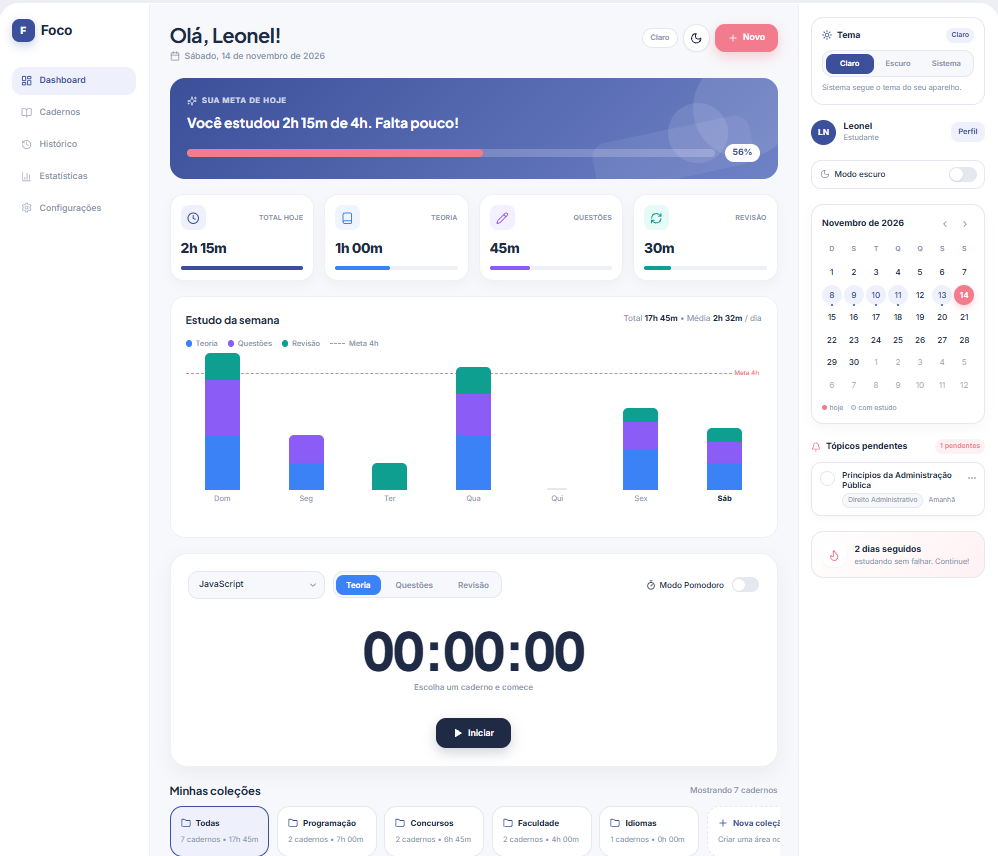 F Foco
Dashboard
Cadernos
Histórico
Estatísticas
Configurações
Olá, Leonel!
Sábado, 14 de novembro de 2026
Claro
+ Novo
SUA META DE HOJE
Você estudou 2h 15m de 4h. Falta pouco!
56%
TOTAL HOJE
2h 15m
TEORIA
1h 00m
QUESTÕES
45m
REVISÃO
30m
Estudo da semana
Total 17h 45m • Média 2h 32m / dia
Teoria Questões Revisão Meta 4h
Meta 4h
Dom Seg Ter Qua Qui Sex Sáb
JavaScript
Teoria Questões Revisão
Modo Pomodoro
00:00:00
Escolha um caderno e comece
Iniciar
Minhas coleções
Mostrando 7 cadernos
Todas
7 cadernos • 17h 45m
Programação
2 cadernos • 7h 00m
Concursos
2 cadernos • 6h 45m
Faculdade
2 cadernos • 4h 00m
Idiomas
1 cadernos • 0h 00m
+ Nova coleç
Criar uma área no
Tema
Claro
Claro Escuro Sistema
Sistema segue o tema do seu aparelho.
LN
Leonel
Estudante
Perfil
Modo escuro
Novembro de 2026
D S T Q Q S S
1 2 3 4 5 6 7
8 9 10 11 12 13 14
15 16 17 18 19 20 21
22 23 24 25 26 27 28
29 30 1 2 3 4 5
6 7 8 9 10 11 12
hoje com estudo
Tópicos pendentes
1 pendentes
Princípios da Administração
Pública
Direito Administrativo Amanhã
2 dias seguidos
estudando sem falhar. Continue!